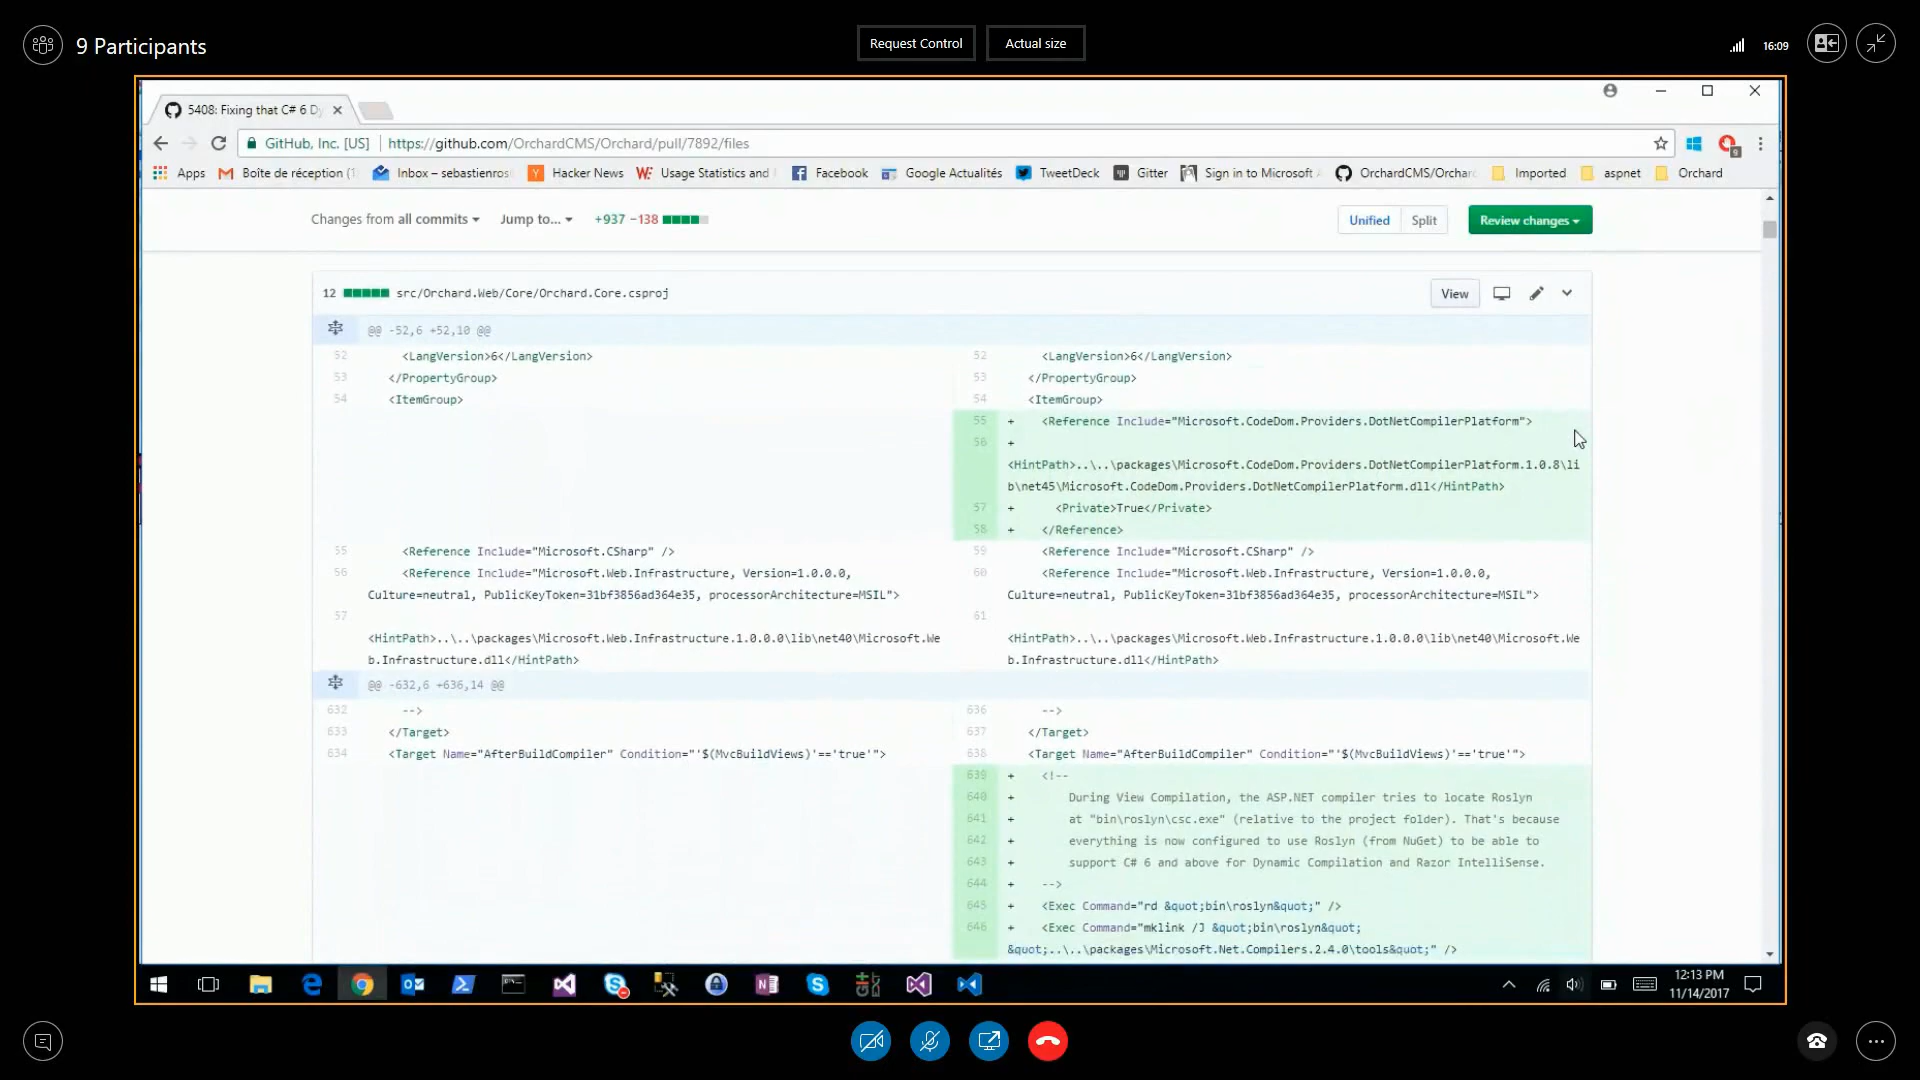 9 Participants
Request Control
Actual size
16:09
5408: Fixing that C# 6 Dy
GitHub, Inc. [US]
https://github.com/OrchardCMS/Orchard/pull/7892/files
9
Apps
Boîte de réception (1
Inbox – sebastienros
Hacker News
Usage Statistics and
Facebook
Google Actualités
TweetDeck
Gitter
Sign in to Microsoft
OrchardCMS/Orchar
Imported
aspnet
Orchard
Changes from all commits
Jump to...
+937 −138
Unified
Split
Review changes
12 src/Orchard.Web/Core/Orchard.Core.csproj
View
@@ -52,6 +52,10 @@
52 <LangVersion>6</LangVersion>
53 </PropertyGroup>
54 <ItemGroup>
52 <LangVersion>6</LangVersion>
53 </PropertyGroup>
54 <ItemGroup>
55 + <Reference Include="Microsoft.CodeDom.Providers.DotNetCompilerPlatform">
56 +
<HintPath>..\..\packages\Microsoft.CodeDom.Providers.DotNetCompilerPlatform.1.0.8\li
b\net45\Microsoft.CodeDom.Providers.DotNetCompilerPlatform.dll</HintPath>
57 + <Private>True</Private>
58 + </Reference>
55 <Reference Include="Microsoft.CSharp" />
56 <Reference Include="Microsoft.Web.Infrastructure, Version=1.0.0.0,
Culture=neutral, PublicKeyToken=31bf3856ad364e35, processorArchitecture=MSIL">
57
<HintPath>..\..\packages\Microsoft.Web.Infrastructure.1.0.0.0\lib\net40\Microsoft.We
b.Infrastructure.dll</HintPath>
59 <Reference Include="Microsoft.CSharp" />
60 <Reference Include="Microsoft.Web.Infrastructure, Version=1.0.0.0,
Culture=neutral, PublicKeyToken=31bf3856ad364e35, processorArchitecture=MSIL">
61
<HintPath>..\..\packages\Microsoft.Web.Infrastructure.1.0.0.0\lib\net40\Microsoft.We
b.Infrastructure.dll</HintPath>
@@ -632,6 +636,14 @@
632 -->
633 </Target>
634 <Target Name="AfterBuildCompiler" Condition="'$(MvcBuildViews)'=='true'">
636 -->
637 </Target>
638 <Target Name="AfterBuildCompiler" Condition="'$(MvcBuildViews)'=='true'">
639 + <!--
640 + During View Compilation, the ASP.NET compiler tries to locate Roslyn
641 + at "bin\roslyn\csc.exe" (relative to the project folder). That's because
642 + everything is now configured to use Roslyn (from NuGet) to be able to
643 + support C# 6 and above for Dynamic Compilation and Razor IntelliSense.
644 + -->
645 + <Exec Command="rd &quot;bin\roslyn&quot;" />
646 + <Exec Command="mklink /J &quot;bin\roslyn&quot;
&quot;..\..\packages\Microsoft.Net.Compilers.2.4.0\tools&quot;" />
12:13 PM
11/14/2017